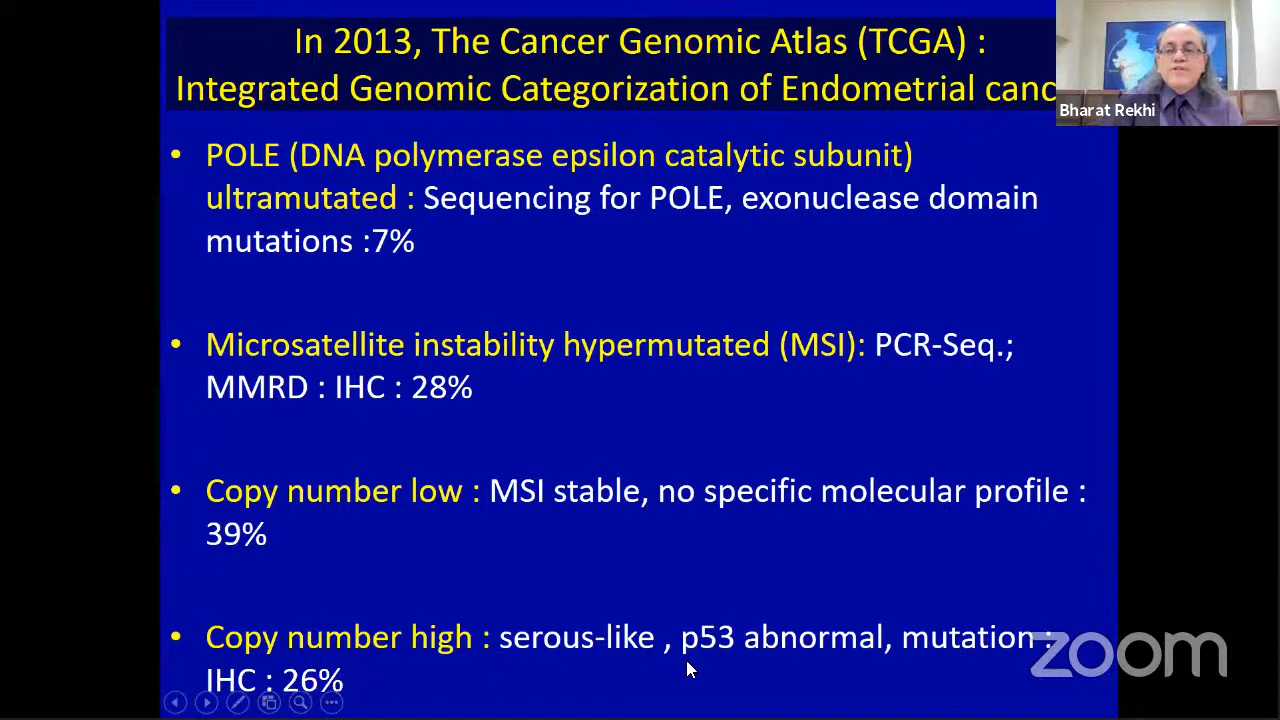 In 2013, The Cancer Genomic Atlas (TCGA) :
Integrated Genomic Categorization of Endometrial canc
Bharat Rekhi
• POLE (DNA polymerase epsilon catalytic subunit)
ultramutated : Sequencing for POLE, exonuclease domain
mutations :7%
• Microsatellite instability hypermutated (MSI): PCR-Seq.;
MMRD : IHC : 28%
• Copy number low : MSI stable, no specific molecular profile :
39%
• Copy number high : serous-like , p53 abnormal, mutation :
IHC : 26%
zoom